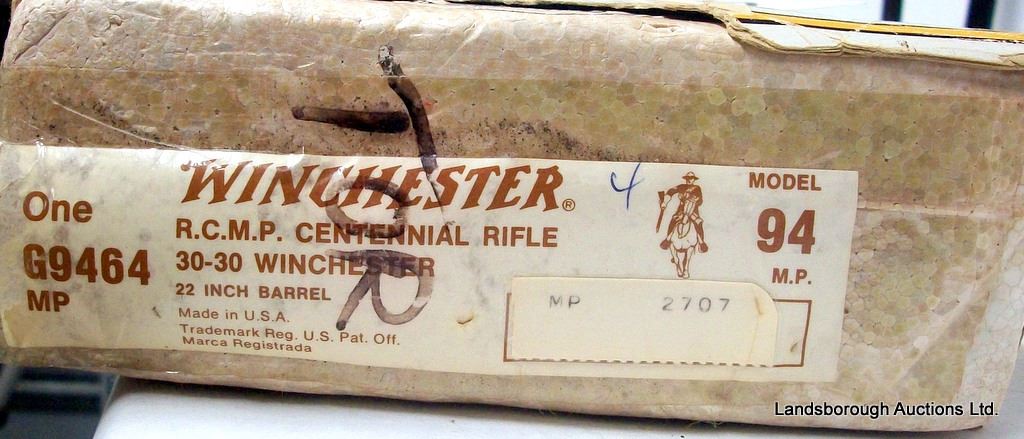 One
G9464
MP
WINCHESTER®
R.C.M.P. CENTENNIAL RIFLE
30-30 WINCHESTER
22 INCH BARREL
Made in U.S.A.
Trademark Reg. U.S. Pat. Off.
Marca Registrada
4
MODEL
94
M.P.
MP 2707
Landsborough Auctions Ltd.